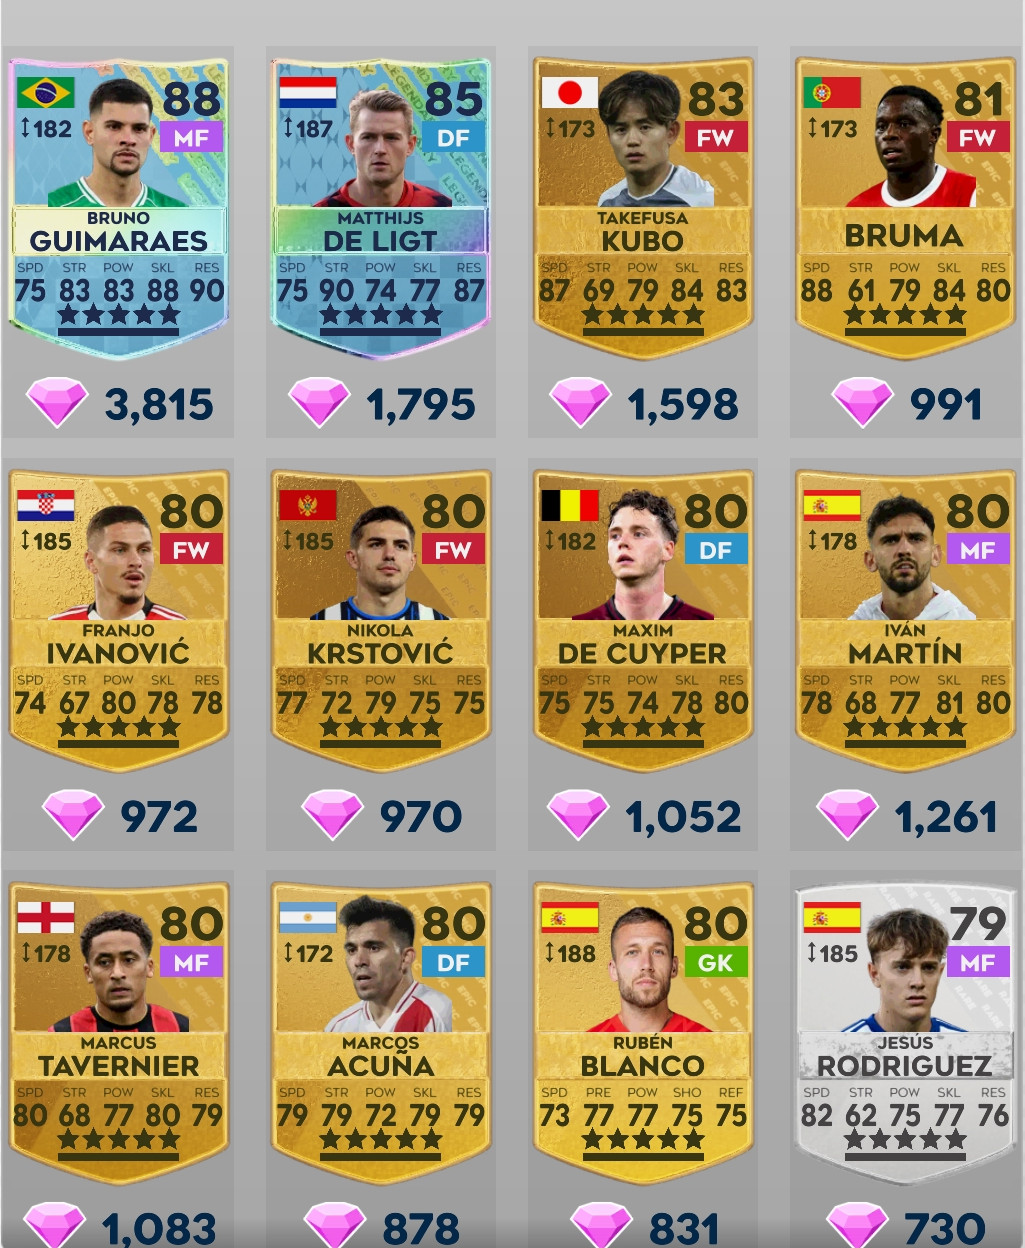 88
182
MF
BRUNO
GUIMARAES
SPD STR POW SKL RES
75 83 83 88 90
3,815
85
187
DF
LEGENDARY
MATTHIJS
DE LIGT
SPD STR POW SKL RES
75 90 74 77 87
1,795
83
173
FW
TAKEFUSA
KUBO
SPD STR POW SKL RES
87 69 79 84 83
1,598
81
173
FW
EPIC
BRUMA
SPD STR POW SKL RES
88 61 79 84 80
991
80
185
FW
EPIC
FRANJO
IVANOVIĆ
SPD STR POW SKL RES
74 67 80 78 78
972
80
185
FW
EPIC
NIKOLA
KRSTOVIĆ
SPD STR POW SKL RES
77 72 79 75 75
970
80
182
DF
EPIC
MAXIM
DE CUYPER
SPD STR POW SKL RES
75 75 74 78 80
1,052
80
178
MF
EPIC
IVÁN
MARTÍN
SPD STR POW SKL RES
78 68 77 81 80
1,261
80
178
MF
EPIC
MARCUS
TAVERNIER
SPD STR POW SKL RES
80 68 77 80 79
1,083
80
172
DF
EPIC
MARCOS
ACUÑA
SPD STR POW SKL RES
79 79 72 79 79
878
80
188
GK
EPIC
RUBÉN
BLANCO
SPD PRE POW SHO REF
73 77 77 75 75
831
79
185
MF
RARE
JESÚS
RODRIGUEZ
SPD STR POW SKL RES
82 62 75 77 76
730